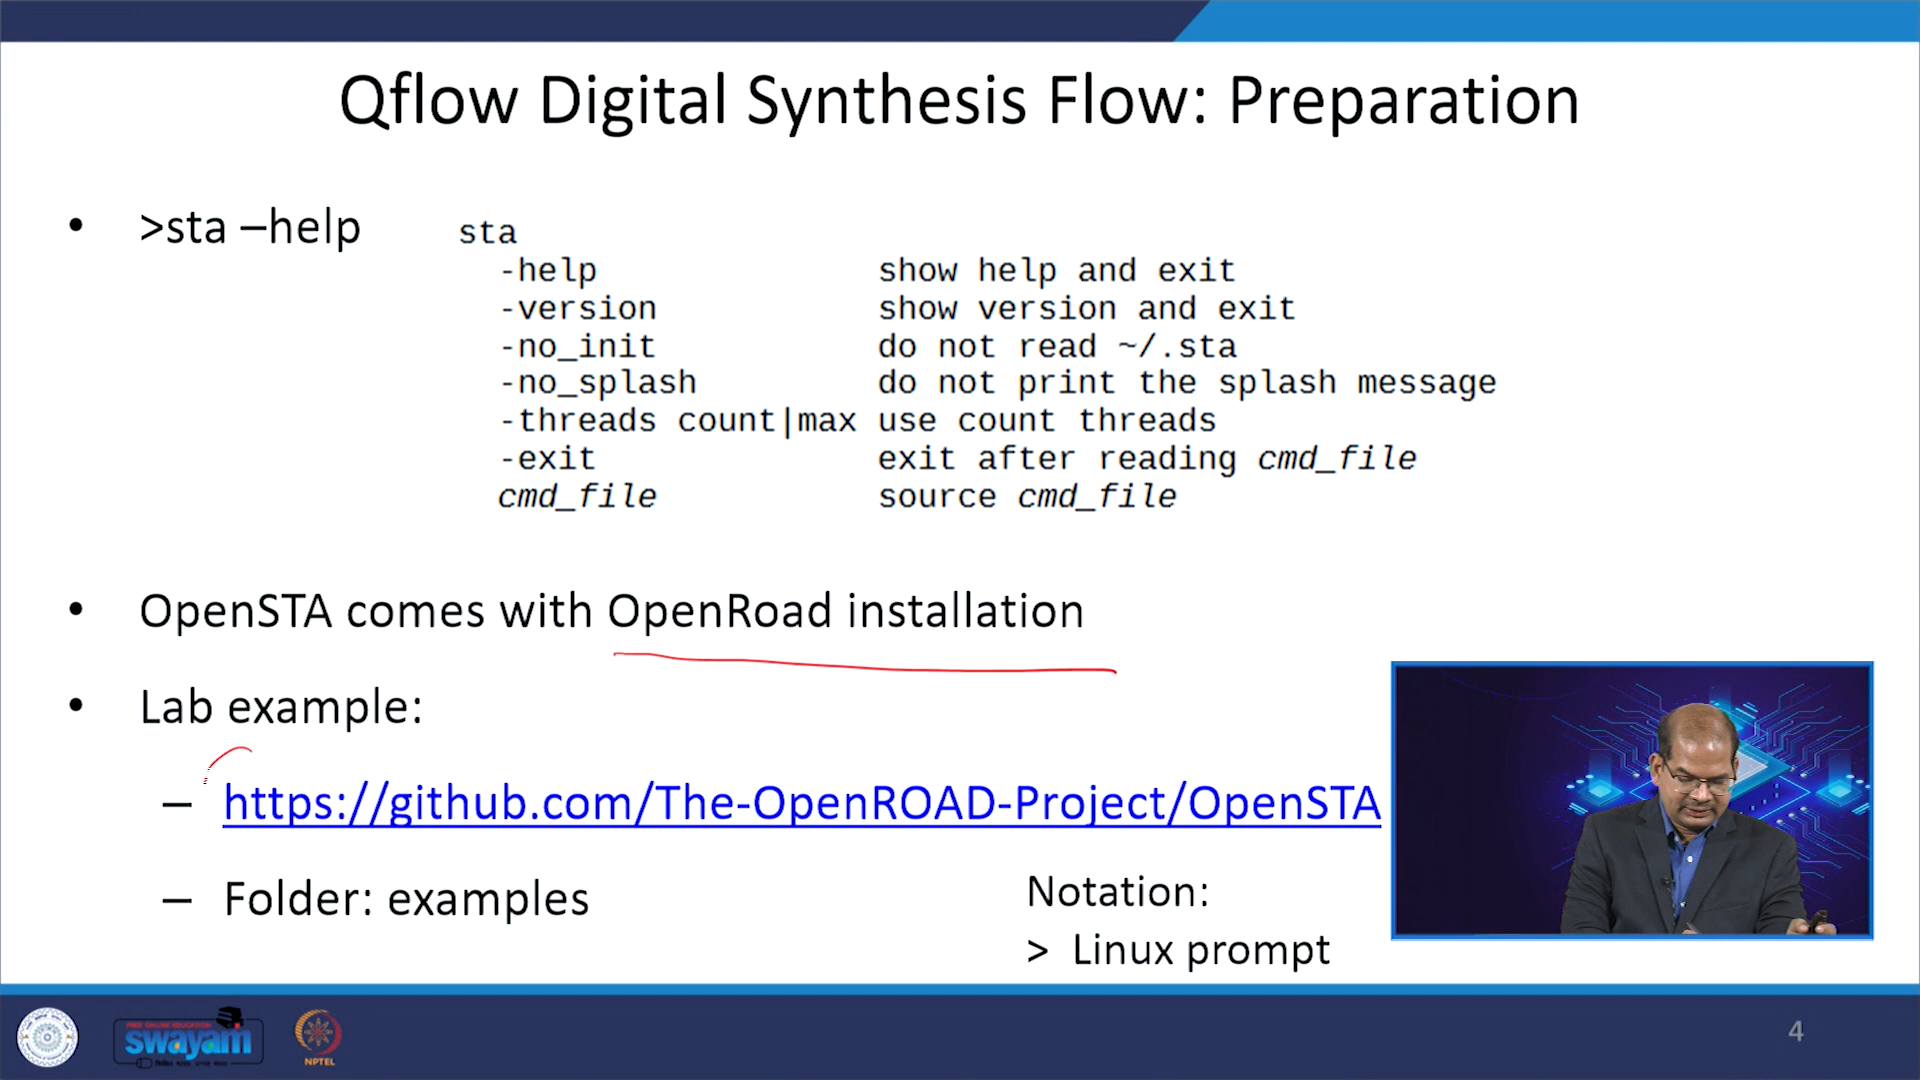 Qflow Digital Synthesis Flow: Preparation
• >sta –help
sta
-help show help and exit
-version show version and exit
-no_init do not read ~/.sta
-no_splash do not print the splash message
-threads count|max use count threads
-exit exit after reading cmd_file
cmd_file source cmd_file
• OpenSTA comes with OpenRoad installation
• Lab example:
– https://github.com/The-OpenROAD-Project/OpenSTA
– Folder: examples
Notation:
> Linux prompt
FREE ONLINE EDUCATION
swayam
NPTEL
4